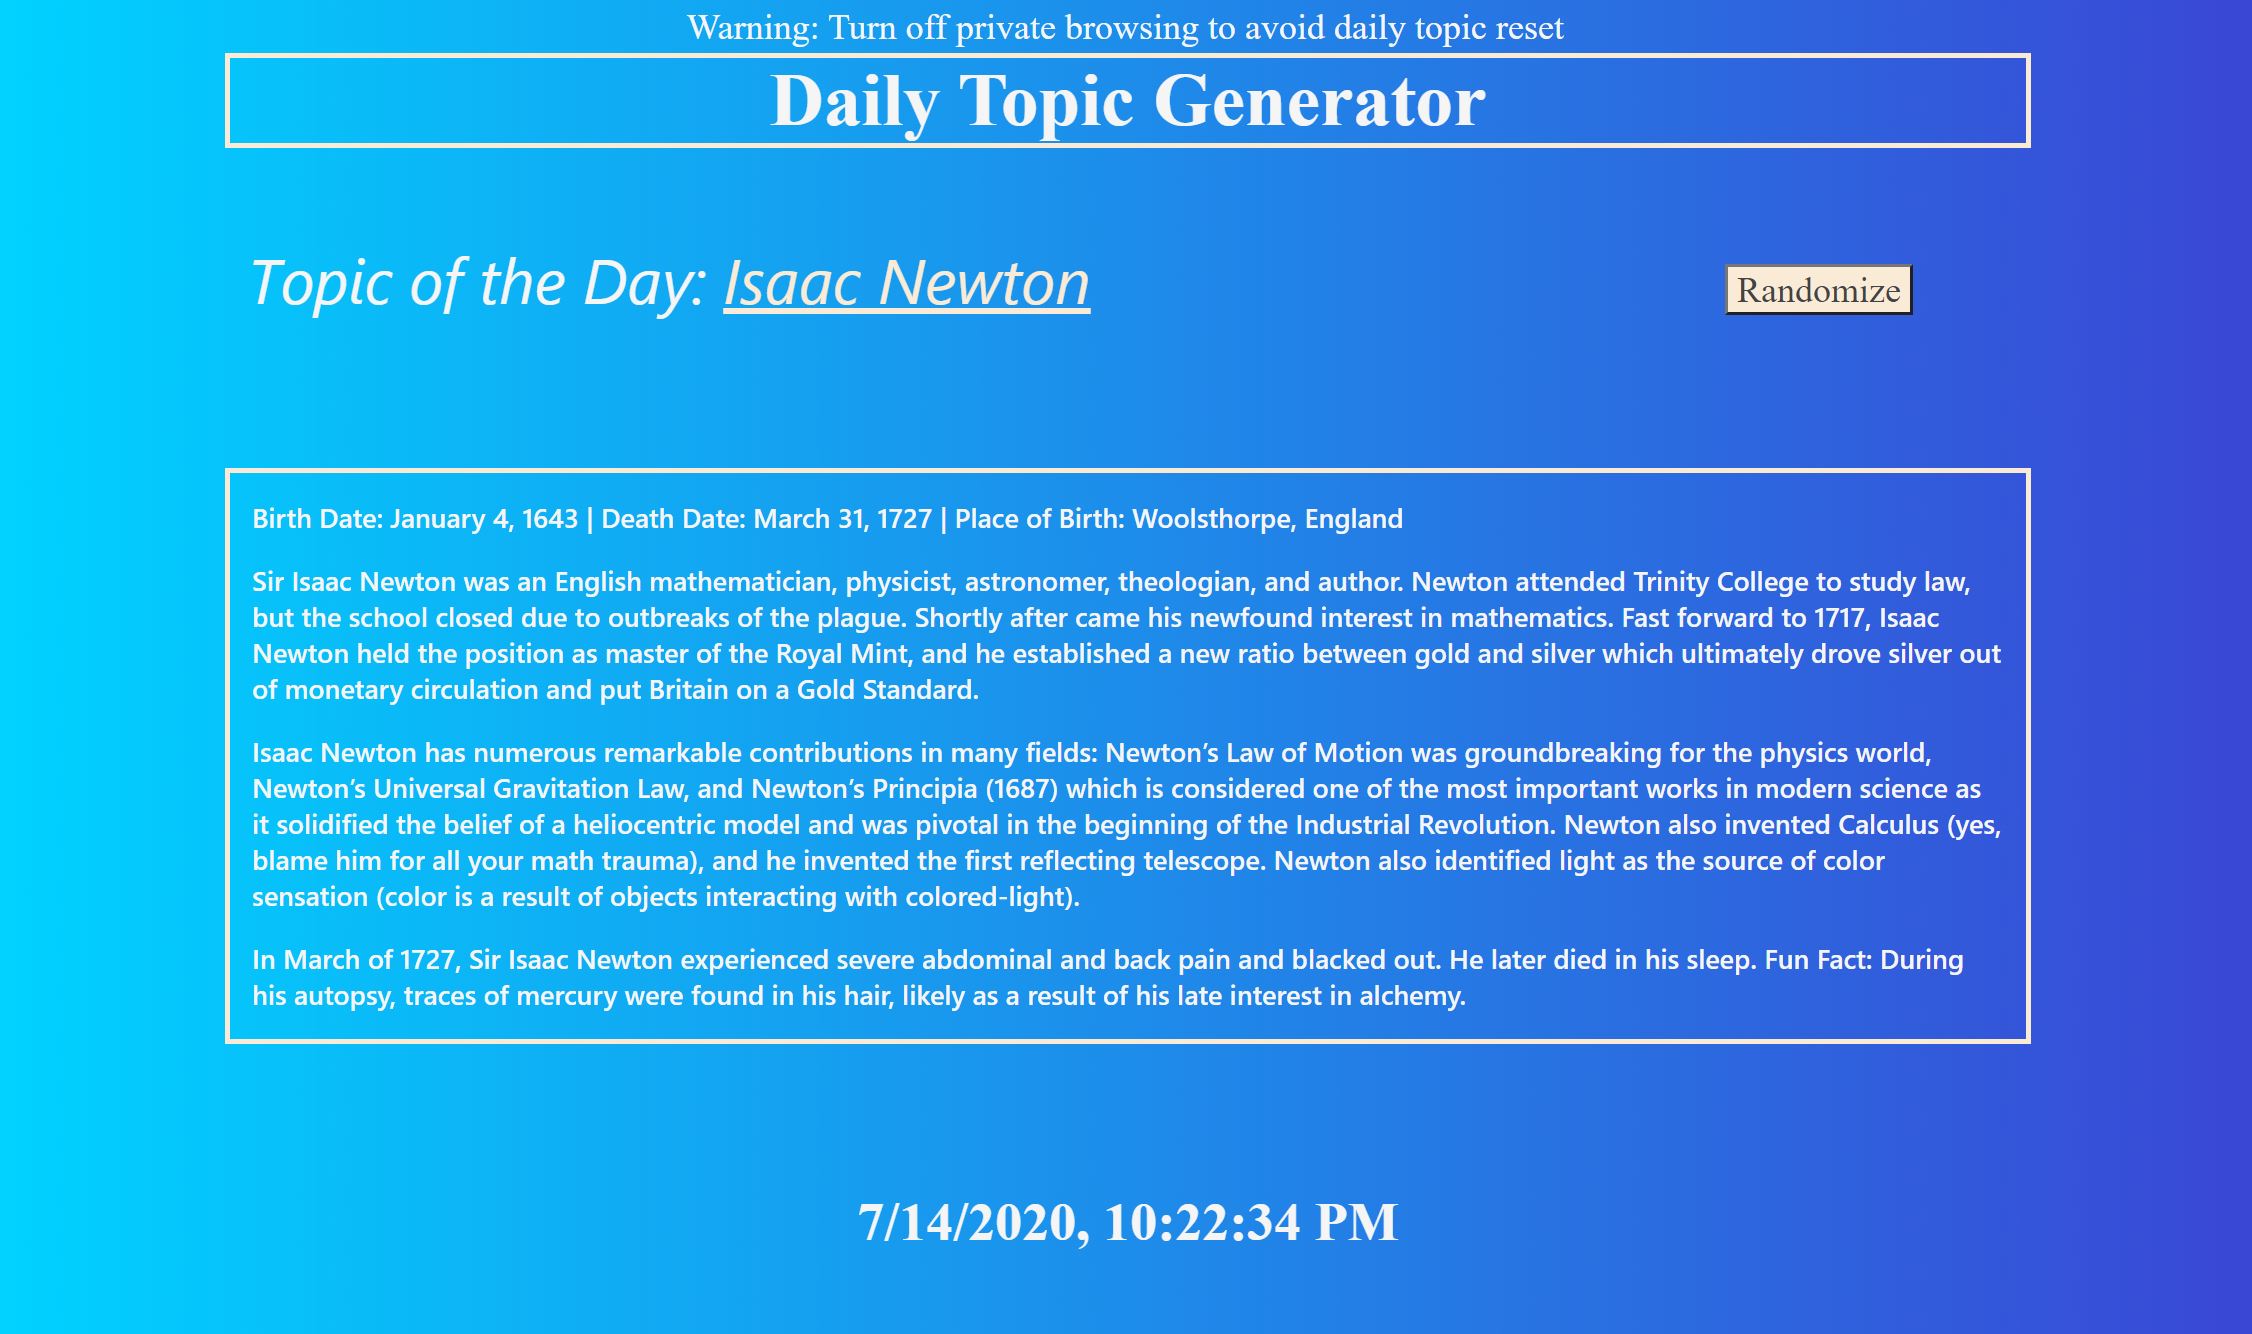 Warning: Turn off private browsing to avoid daily topic reset
Daily Topic Generator
Topic of the Day: Isaac Newton
Randomize
Birth Date: January 4, 1643 | Death Date: March 31, 1727 | Place of Birth: Woolsthorpe, England
Sir Isaac Newton was an English mathematician, physicist, astronomer, theologian, and author. Newton attended Trinity College to study law,
but the school closed due to outbreaks of the plague. Shortly after came his newfound interest in mathematics. Fast forward to 1717, Isaac
Newton held the position as master of the Royal Mint, and he established a new ratio between gold and silver which ultimately drove silver out
of monetary circulation and put Britain on a Gold Standard.
Isaac Newton has numerous remarkable contributions in many fields: Newton’s Law of Motion was groundbreaking for the physics world,
Newton’s Universal Gravitation Law, and Newton’s Principia (1687) which is considered one of the most important works in modern science as
it solidified the belief of a heliocentric model and was pivotal in the beginning of the Industrial Revolution. Newton also invented Calculus (yes,
blame him for all your math trauma), and he invented the first reflecting telescope. Newton also identified light as the source of color
sensation (color is a result of objects interacting with colored-light).
In March of 1727, Sir Isaac Newton experienced severe abdominal and back pain and blacked out. He later died in his sleep. Fun Fact: During
his autopsy, traces of mercury were found in his hair, likely as a result of his late interest in alchemy.
7/14/2020, 10:22:34 PM